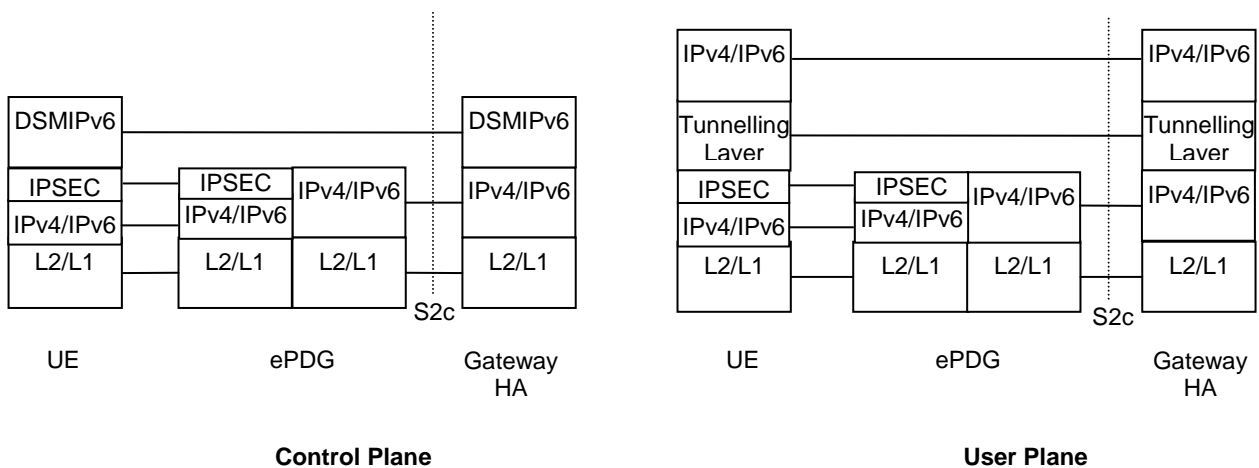 DSMIPv6
DSMIPv6
IPSEC
IPSEC
IPv4/IPv6
IPv4/IPv6
IPv4/IPv6
IPv4/IPv6
L2/L1
L2/L1
L2/L1
L2/L1
S2c
UE
ePDG
Gateway
HA
Control Plane
IPv4/IPv6
IPv4/IPv6
Tunnelling
Layer
Tunnelling
Layer
IPSEC
IPSEC
IPv4/IPv6
IPv4/IPv6
IPv4/IPv6
IPv4/IPv6
L2/L1
L2/L1
L2/L1
L2/L1
S2c
UE
ePDG
Gateway
HA
User Plane